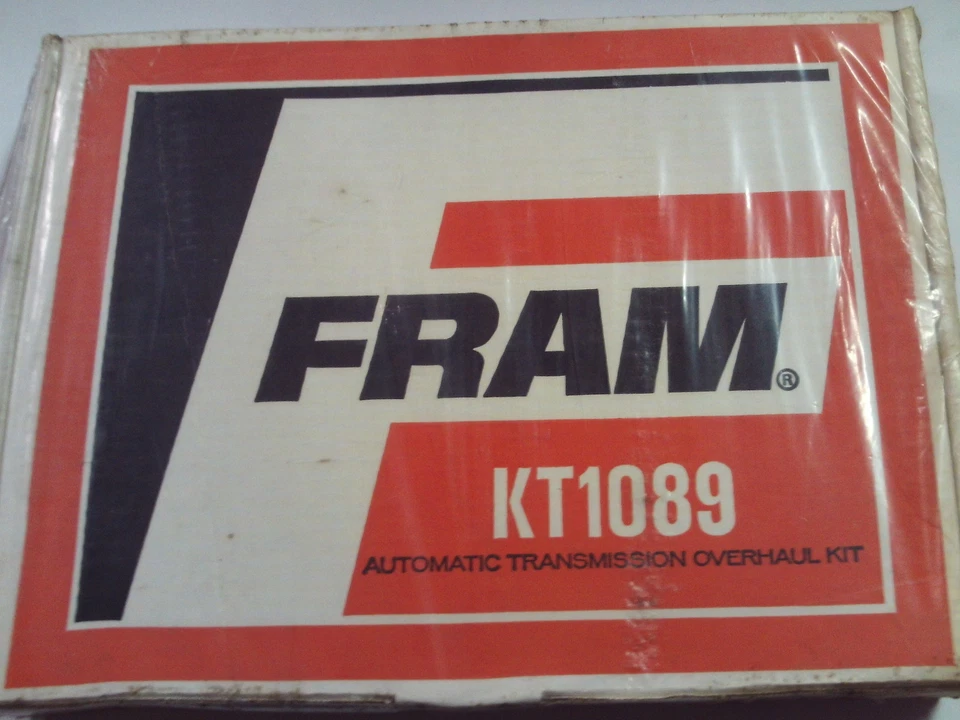 FRAM®
KT1089
AUTOMATIC TRANSMISSION OVERHAUL KIT